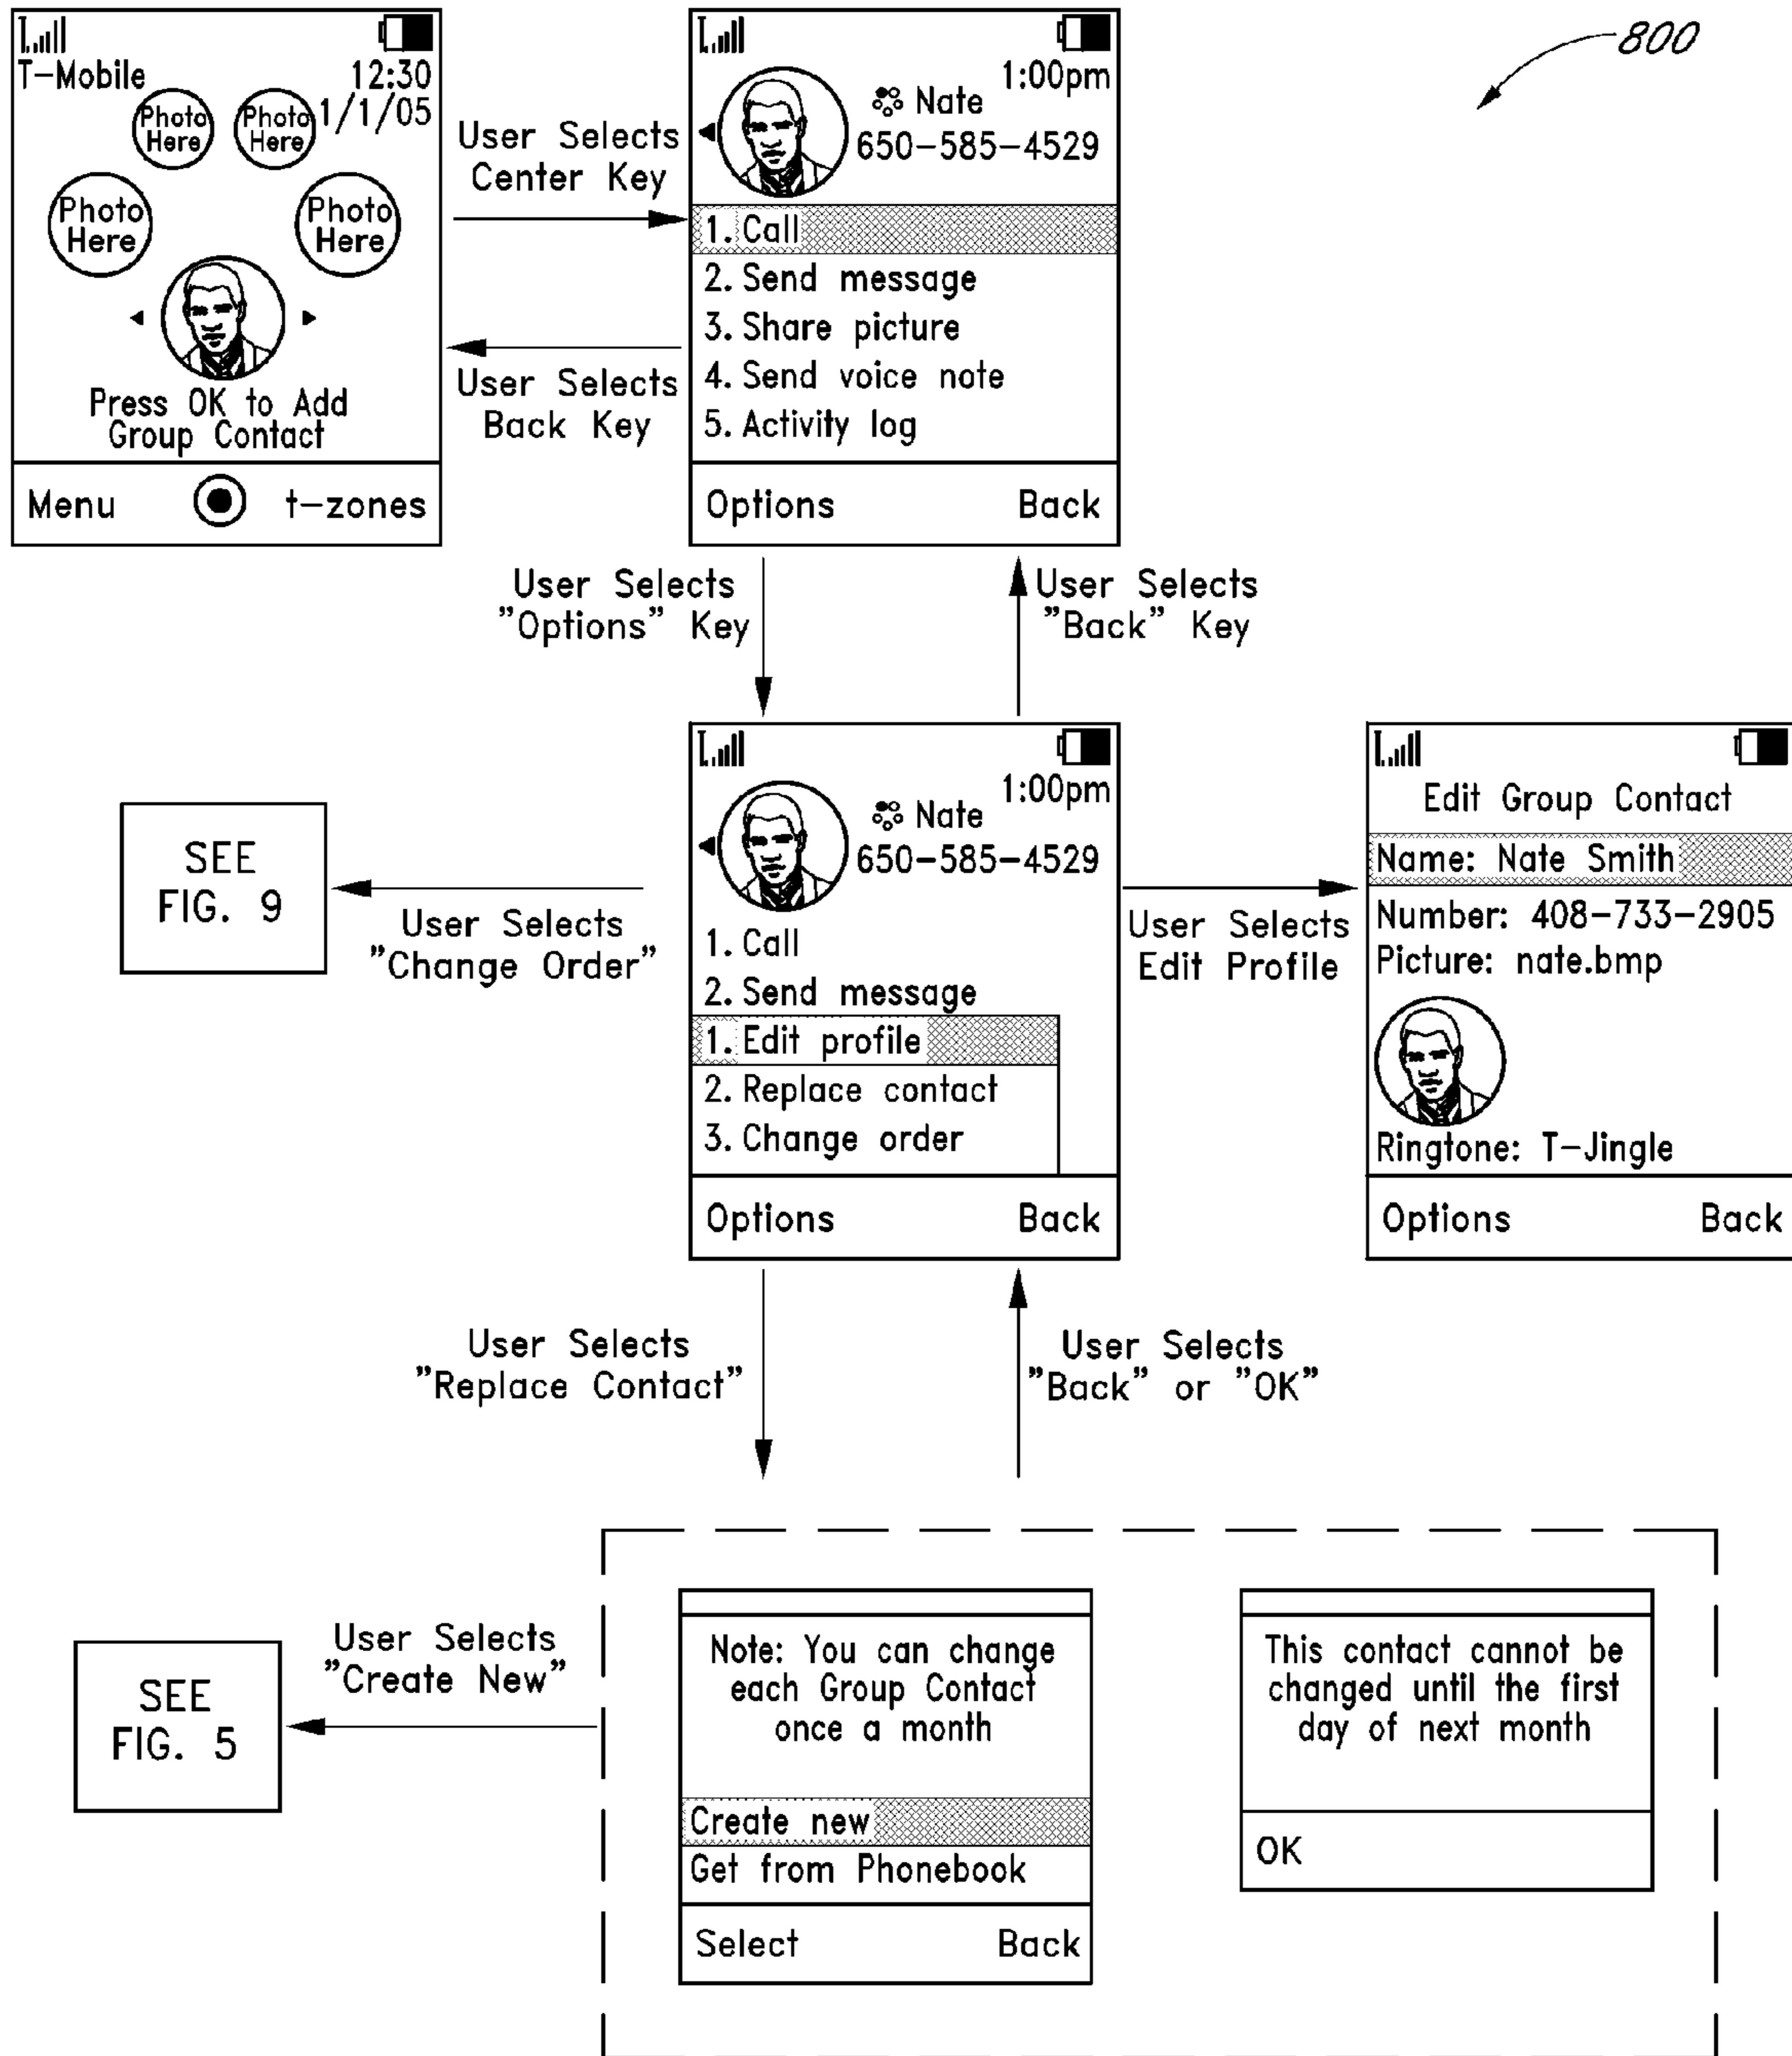 800
T-Mobile
12:30
1/1/05
Photo
Here
Photo
Here
Photo
Here
Photo
Here
Press OK to Add
Group Contact
Menu
t-zones
User Selects
Center Key
User Selects
Back Key
1:00pm
Nate
650-585-4529
1. Call
2. Send message
3. Share picture
4. Send voice note
5. Activity log
Options
Back
User Selects
"Options" Key
User Selects
"Back" Key
SEE
FIG. 9
User Selects
"Change Order"
1:00pm
Nate
650-585-4529
1. Call
2. Send message
1. Edit profile
2. Replace contact
3. Change order
Options
Back
User Selects
Edit Profile
Edit Group Contact
Name: Nate Smith
Number: 408-733-2905
Picture: nate.bmp
Ringtone: T-Jingle
Options
Back
User Selects
"Replace Contact"
User Selects
"Back" or "OK"
SEE
FIG. 5
User Selects
"Create New"
Note: You can change
each Group Contact
once a month
Create new
Get from Phonebook
Select
Back
This contact cannot be
changed until the first
day of next month
OK